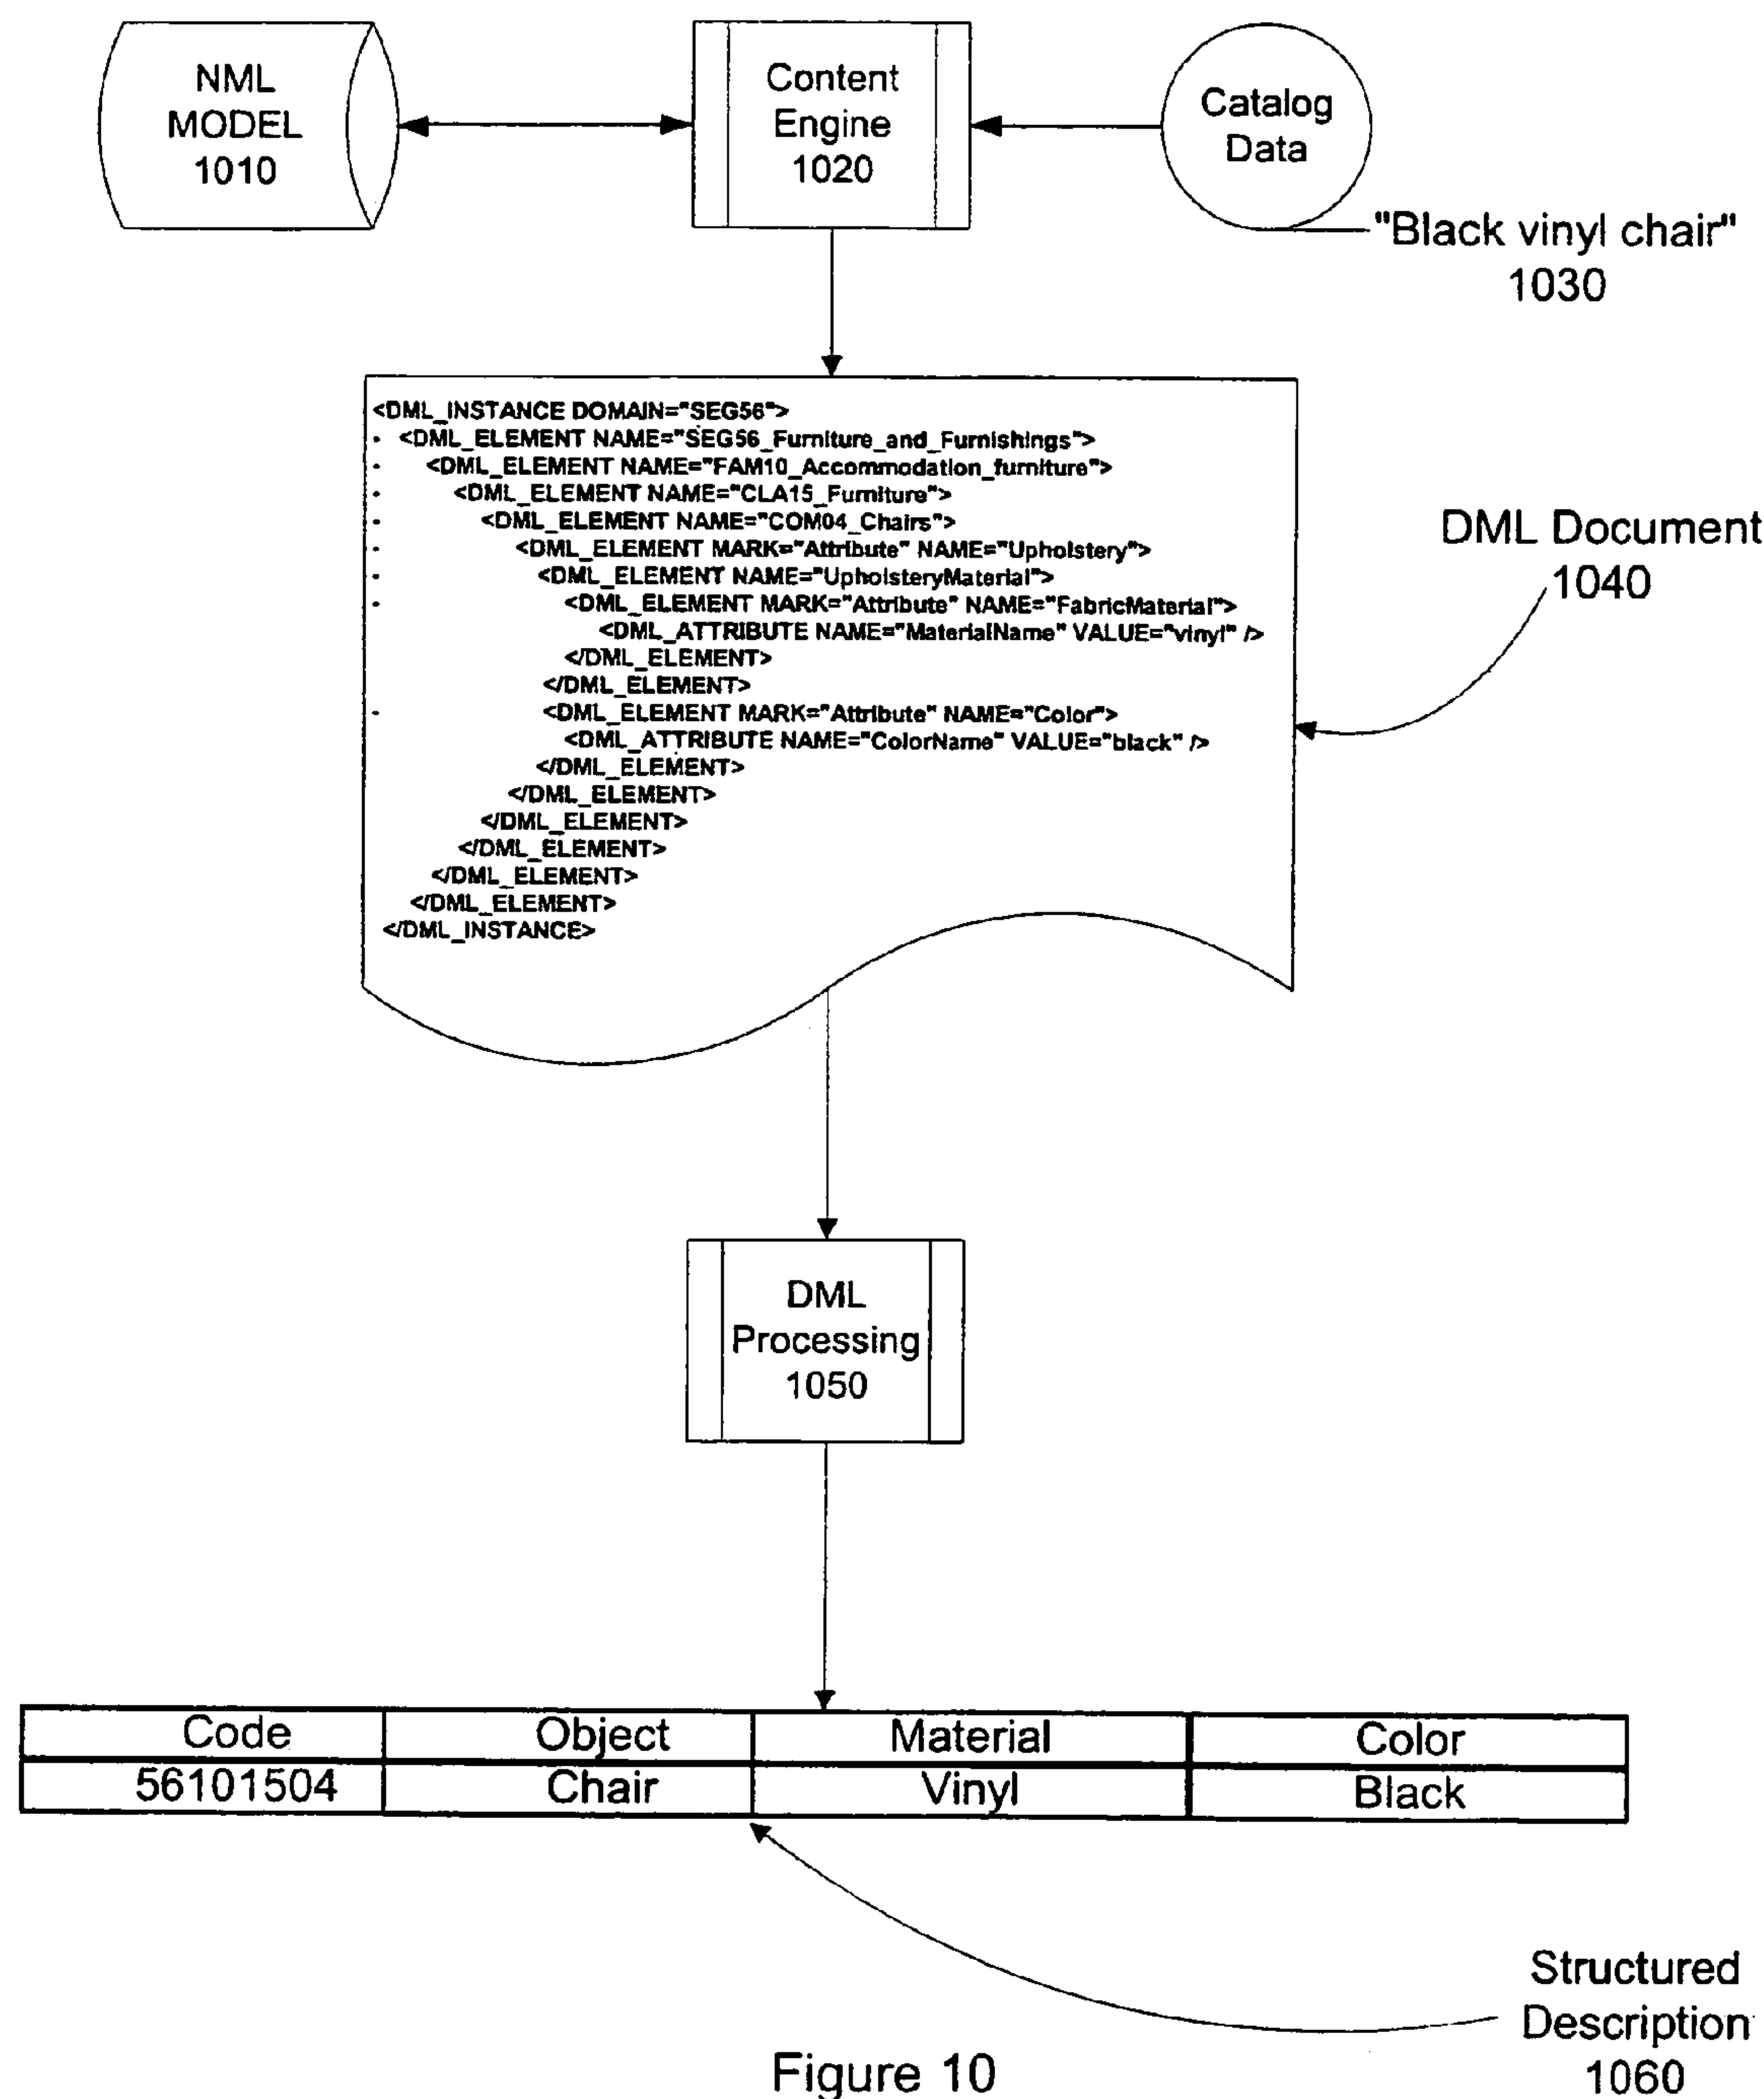 NML
MODEL
1010
Content
Engine
1020
Catalog
Data
"Black vinyl chair"
1030
<DML_INSTANCE DOMAIN="SEG56">
- <DML_ELEMENT NAME="SEG56_Furniture_and_Furnishings">
- <DML_ELEMENT NAME="FAM10_Accommodation_furniture">
- <DML_ELEMENT NAME="CLA15_Furniture">
- <DML_ELEMENT NAME="COM04_Chairs">
- <DML_ELEMENT MARK="Attribute" NAME="Upholstery">
- <DML_ELEMENT NAME="UpholsteryMaterial">
- <DML_ELEMENT MARK="Attribute" NAME="FabricMaterial">
<DML_ATTRIBUTE NAME="MaterialName" VALUE="vinyl" />
</DML_ELEMENT>
</DML_ELEMENT>
- <DML_ELEMENT MARK="Attribute" NAME="Color">
<DML_ATTRIBUTE NAME="ColorName" VALUE="black" />
</DML_ELEMENT>
</DML_ELEMENT>
</DML_ELEMENT>
</DML_ELEMENT>
</DML_ELEMENT>
</DML_ELEMENT>
</DML_INSTANCE>
DML Document
1040
DML
Processing
1050
Code Object Material Color
56101504 Chair Vinyl Black
Structured
Description
1060
Figure 10